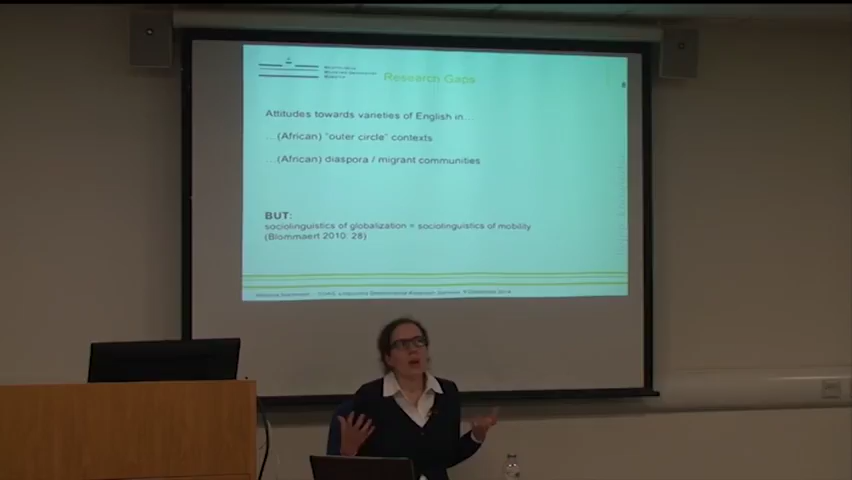 Research Gaps
8
Attitudes towards varieties of English in…
…(African) "outer circle" contexts
…(African) diaspora / migrant communities
BUT:
sociolinguistics of globalization = sociolinguistics of mobility
(Blommaert 2010: 28)